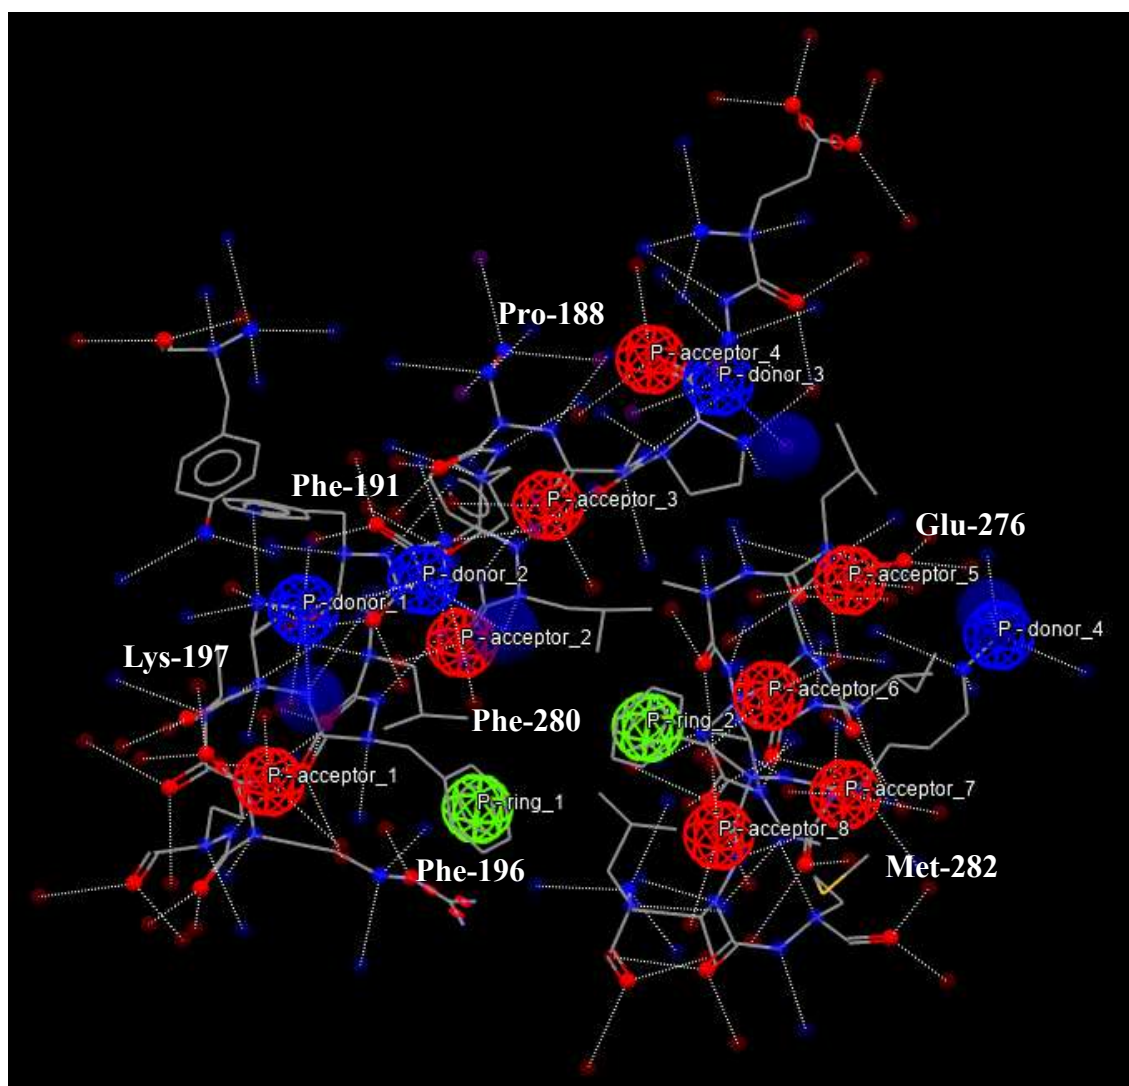 Pro-188
P - acceptor_4
P - donor_3
Phe-191
P - acceptor_3
Glu-276
P - acceptor_5
P - donor_2
P - donor_1
P - donor_4
P - acceptor_2
Lys-197
P - acceptor_6
Phe-280
P - ring_2
P - acceptor_1
P - acceptor_7
P - ring_1
P - acceptor_8
Phe-196
Met-282